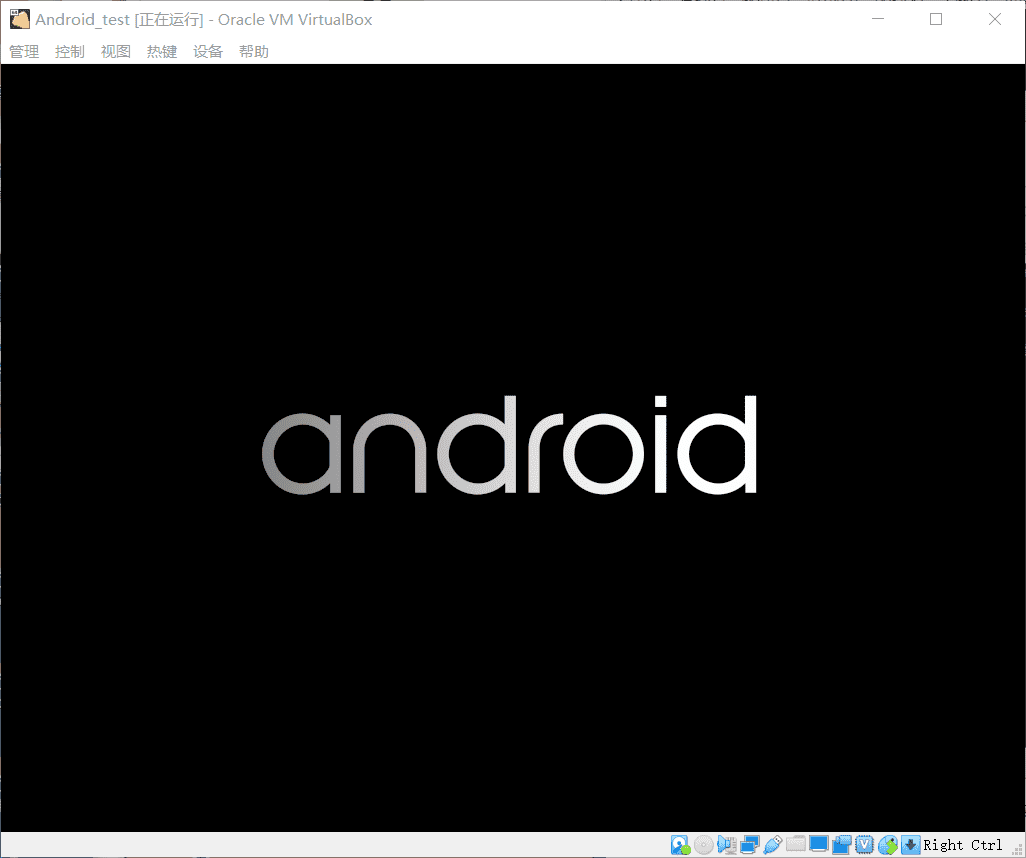 Android_test [正在运行] - Oracle VM VirtualBox
管理 控制 视图 热键 设备 帮助
android
Right Ctrl